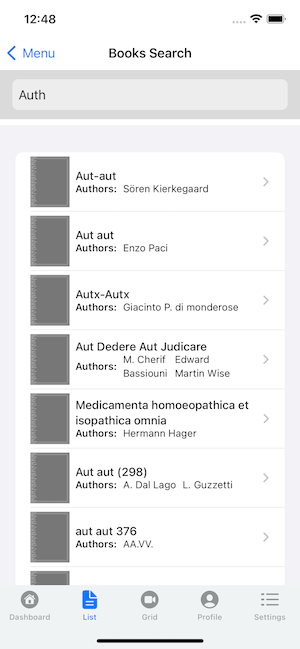 12:48
Menu
Books Search
Auth
Aut-aut
Authors: Sören Kierkegaard
Aut aut
Authors: Enzo Paci
Autx-Autx
Authors: Giacinto P. di monderose
Aut Dedere Aut Judicare
Authors: M. Cherif Bassiouni Edward Martin Wise
Medicamenta homoeopathica et
isopathica omnia
Authors: Hermann Hager
Aut aut (298)
Authors: A. Dal Lago L. Guzzetti
aut aut 376
Authors: AA.VV.
Dashboard
List
Grid
Profile
Settings